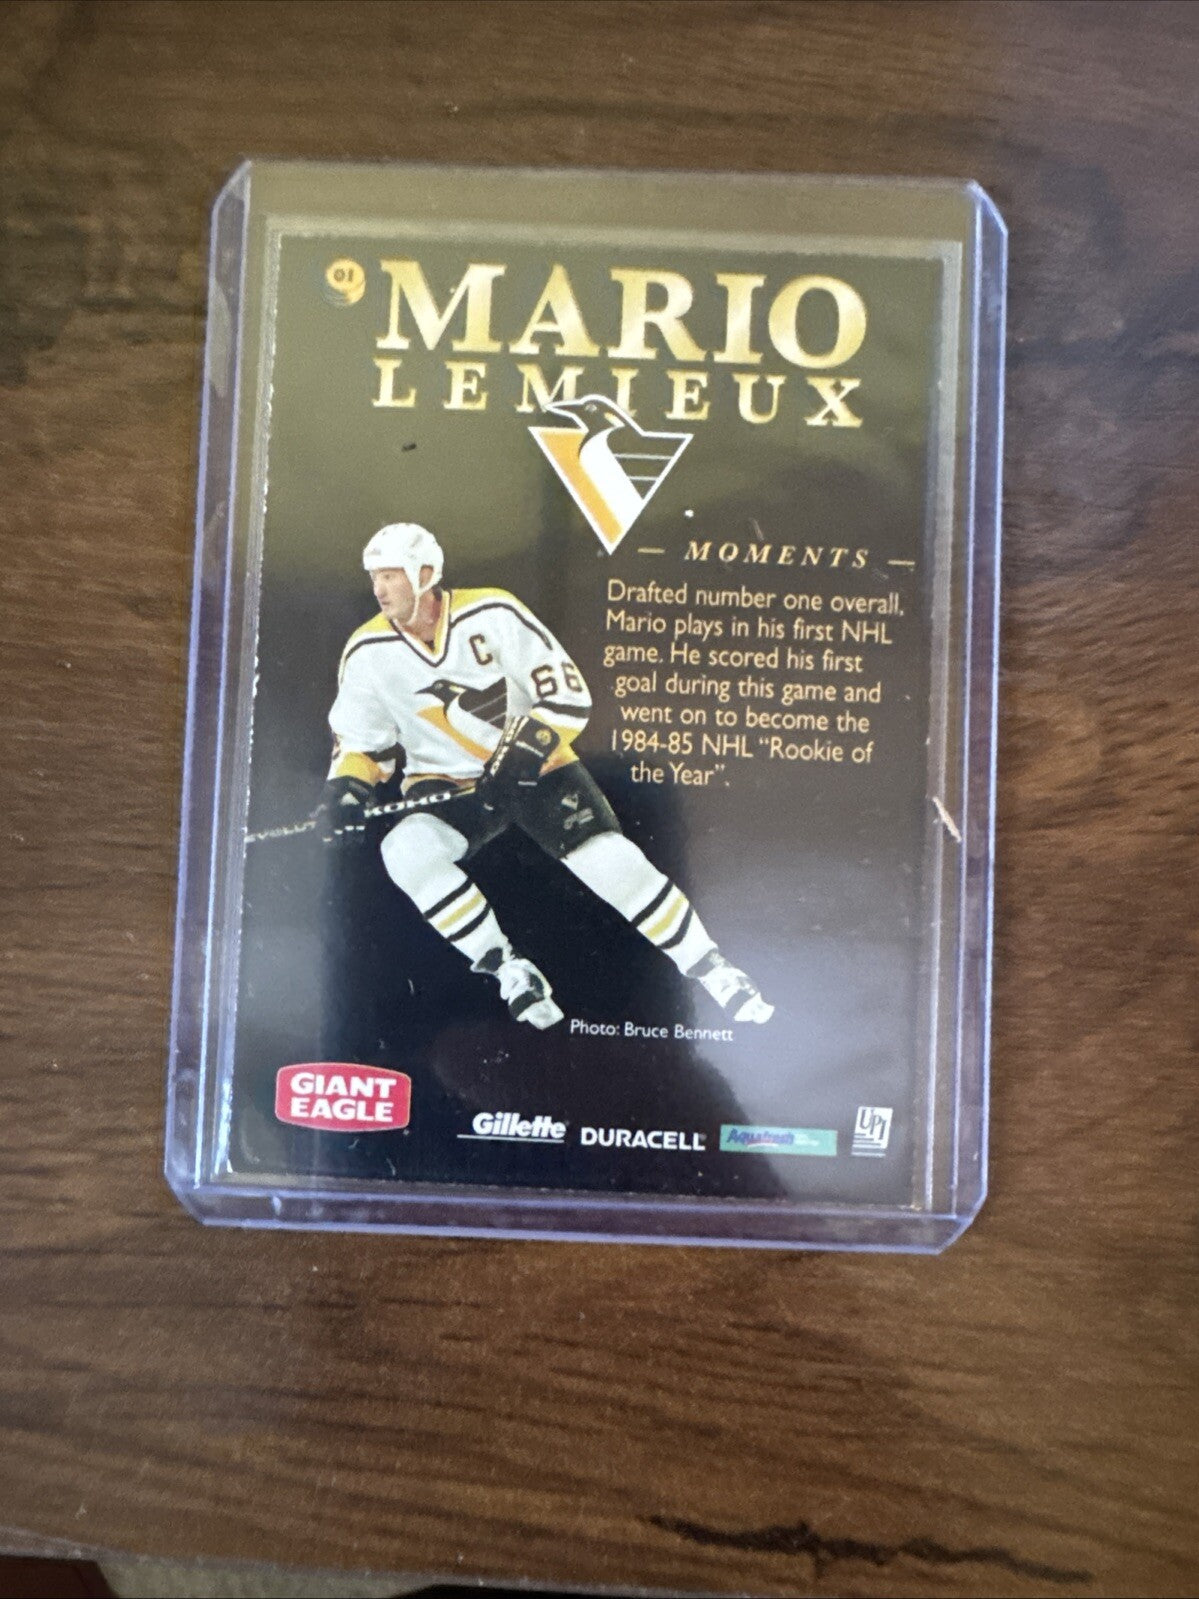 01
MARIO
LEMIEUX
— MOMENTS —
Drafted number one overall,
Mario plays in his first NHL
game. He scored his first
goal during this game and
went on to become the
1984-85 NHL “Rookie of
the Year”.
C
66
KOHO
Photo: Bruce Bennett
GIANT
EAGLE
Gillette
DURACELL
Aquafresh
UPI